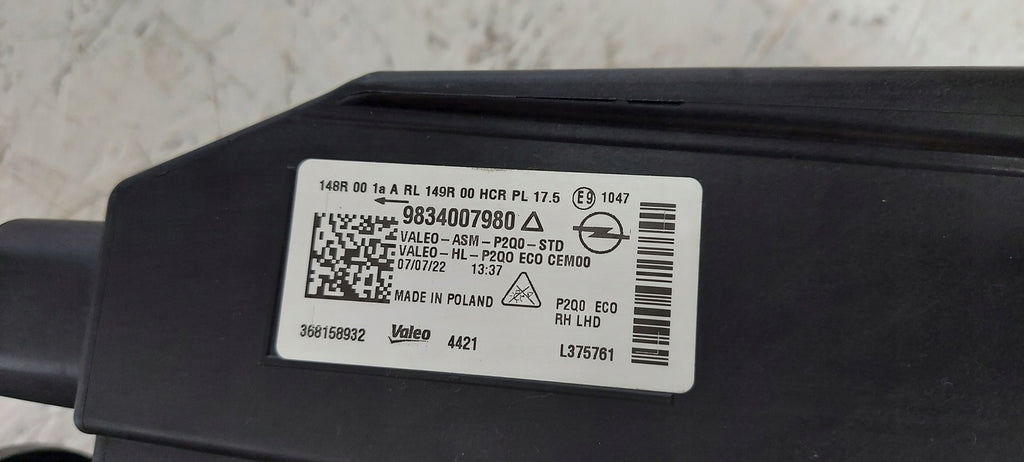 148R 00 1a A RL 149R 00 HCR PL 17.5 E9 1047
9834007980
VALEO-ASM-P2Q0-STD
VALEO-HL-P2QO ECO CEM00
07/07/22 13:37
MADE IN POLAND
P2Q0 ECO
RH LHD
368158932 Valeo 4421 L375761